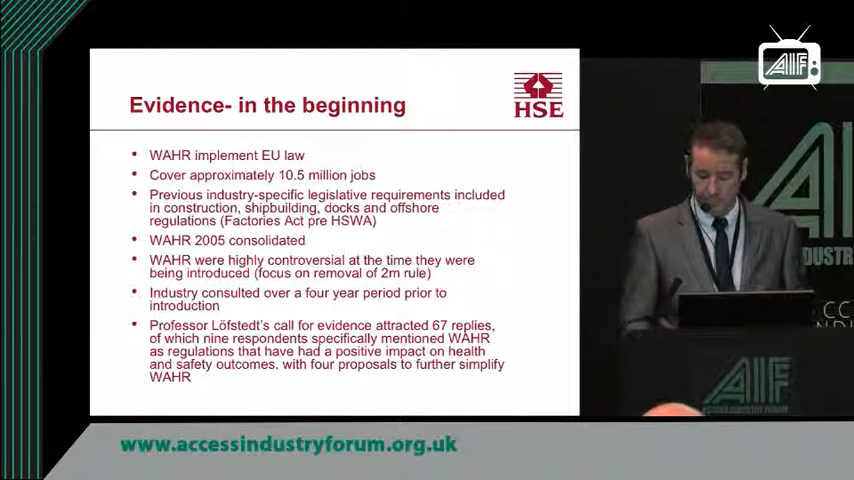 AIF
Evidence- in the beginning
HSE
• WAHR implement EU law
• Cover approximately 10.5 million jobs
• Previous industry-specific legislative requirements included
in construction, shipbuilding, docks and offshore
regulations (Factories Act pre HSWA)
• WAHR 2005 consolidated
• WAHR were highly controversial at the time they were
being introduced (focus on removal of 2m rule)
• Industry consulted over a four year period prior to
introduction
• Professor Löfstedt's call for evidence attracted 67 replies,
of which nine respondents specifically mentioned WAHR
as regulations that have had a positive impact on health
and safety outcomes, with four proposals to further simplify
WAHR
AIF
AIF
www.accessindustryforum.org.uk